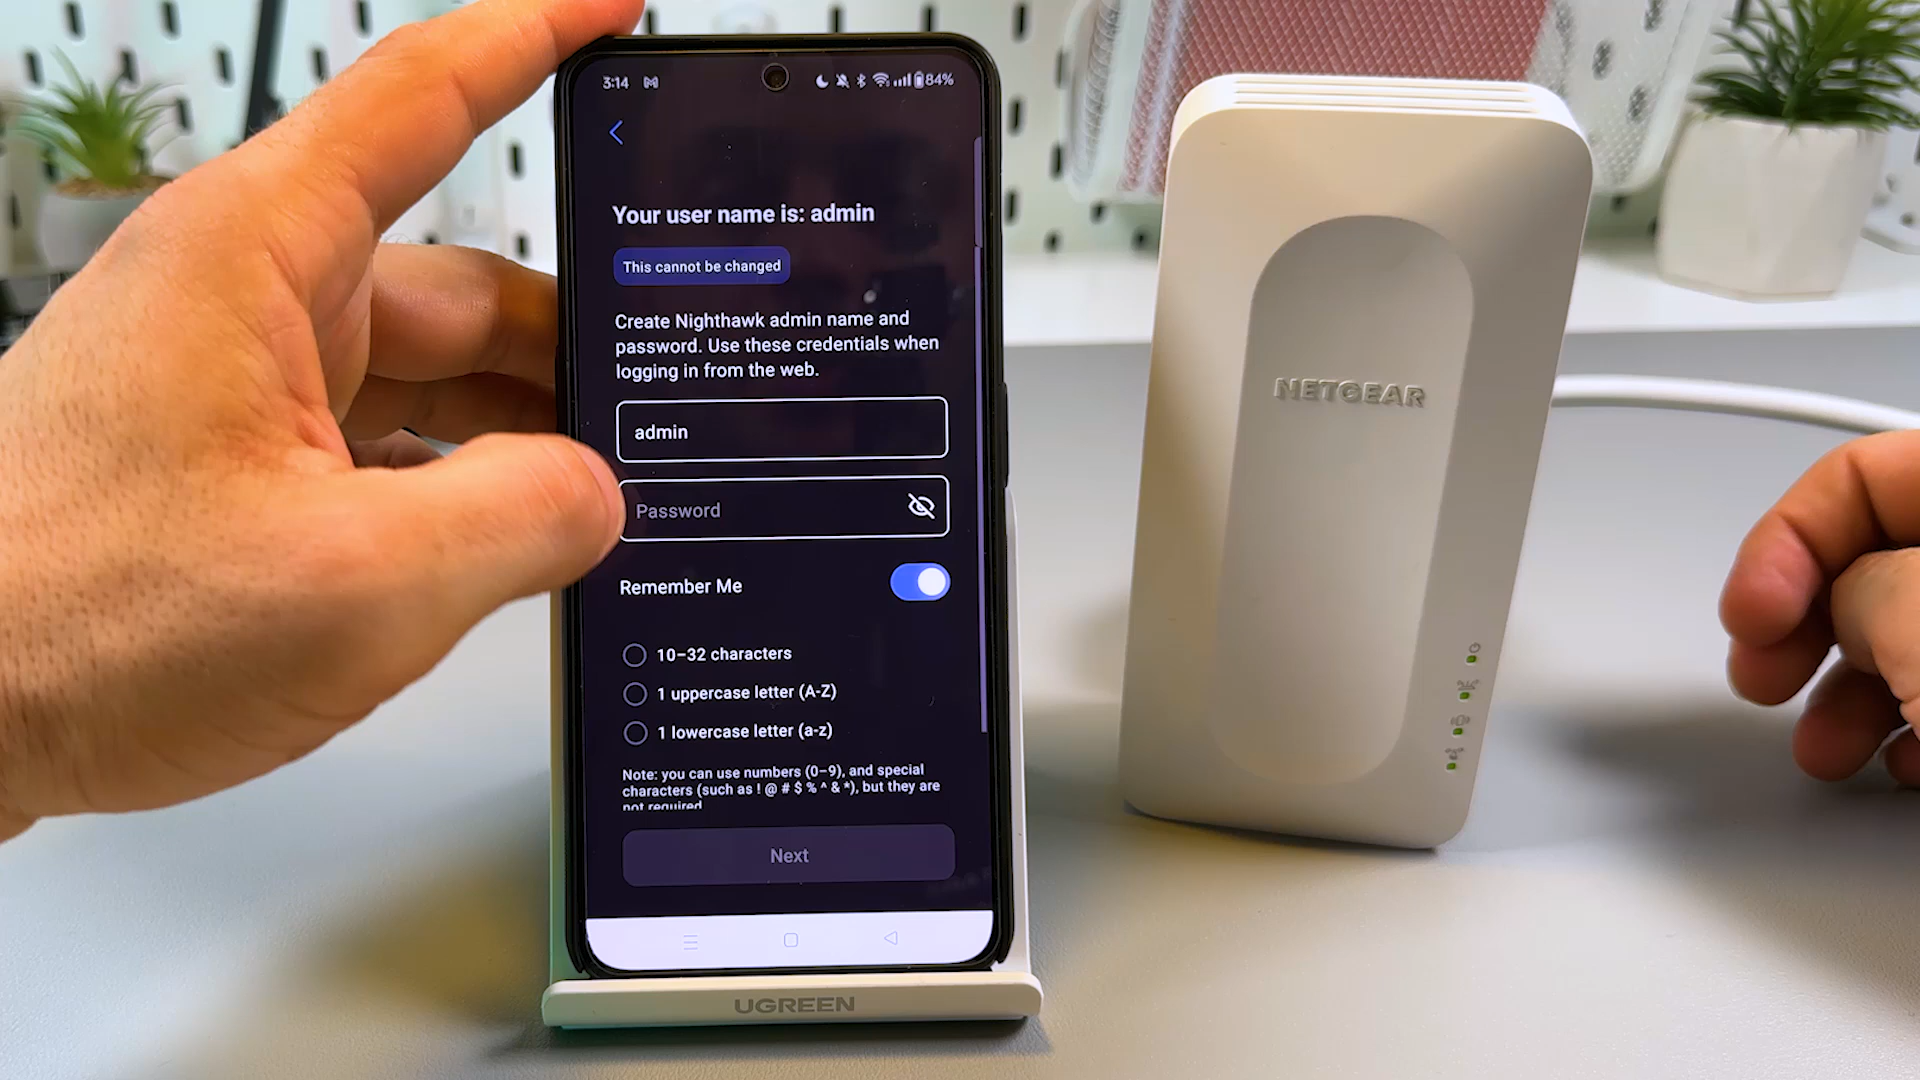 3:14
84%
Your user name is: admin
This cannot be changed
Create Nighthawk admin name and
password. Use these credentials when
logging in from the web.
admin
Password
Remember Me
10–32 characters
1 uppercase letter (A-Z)
1 lowercase letter (a-z)
Note: you can use numbers (0–9), and special
characters (such as ! @ # $ % ^ & *), but they are
not required
Next
UGREEN
NETGEAR